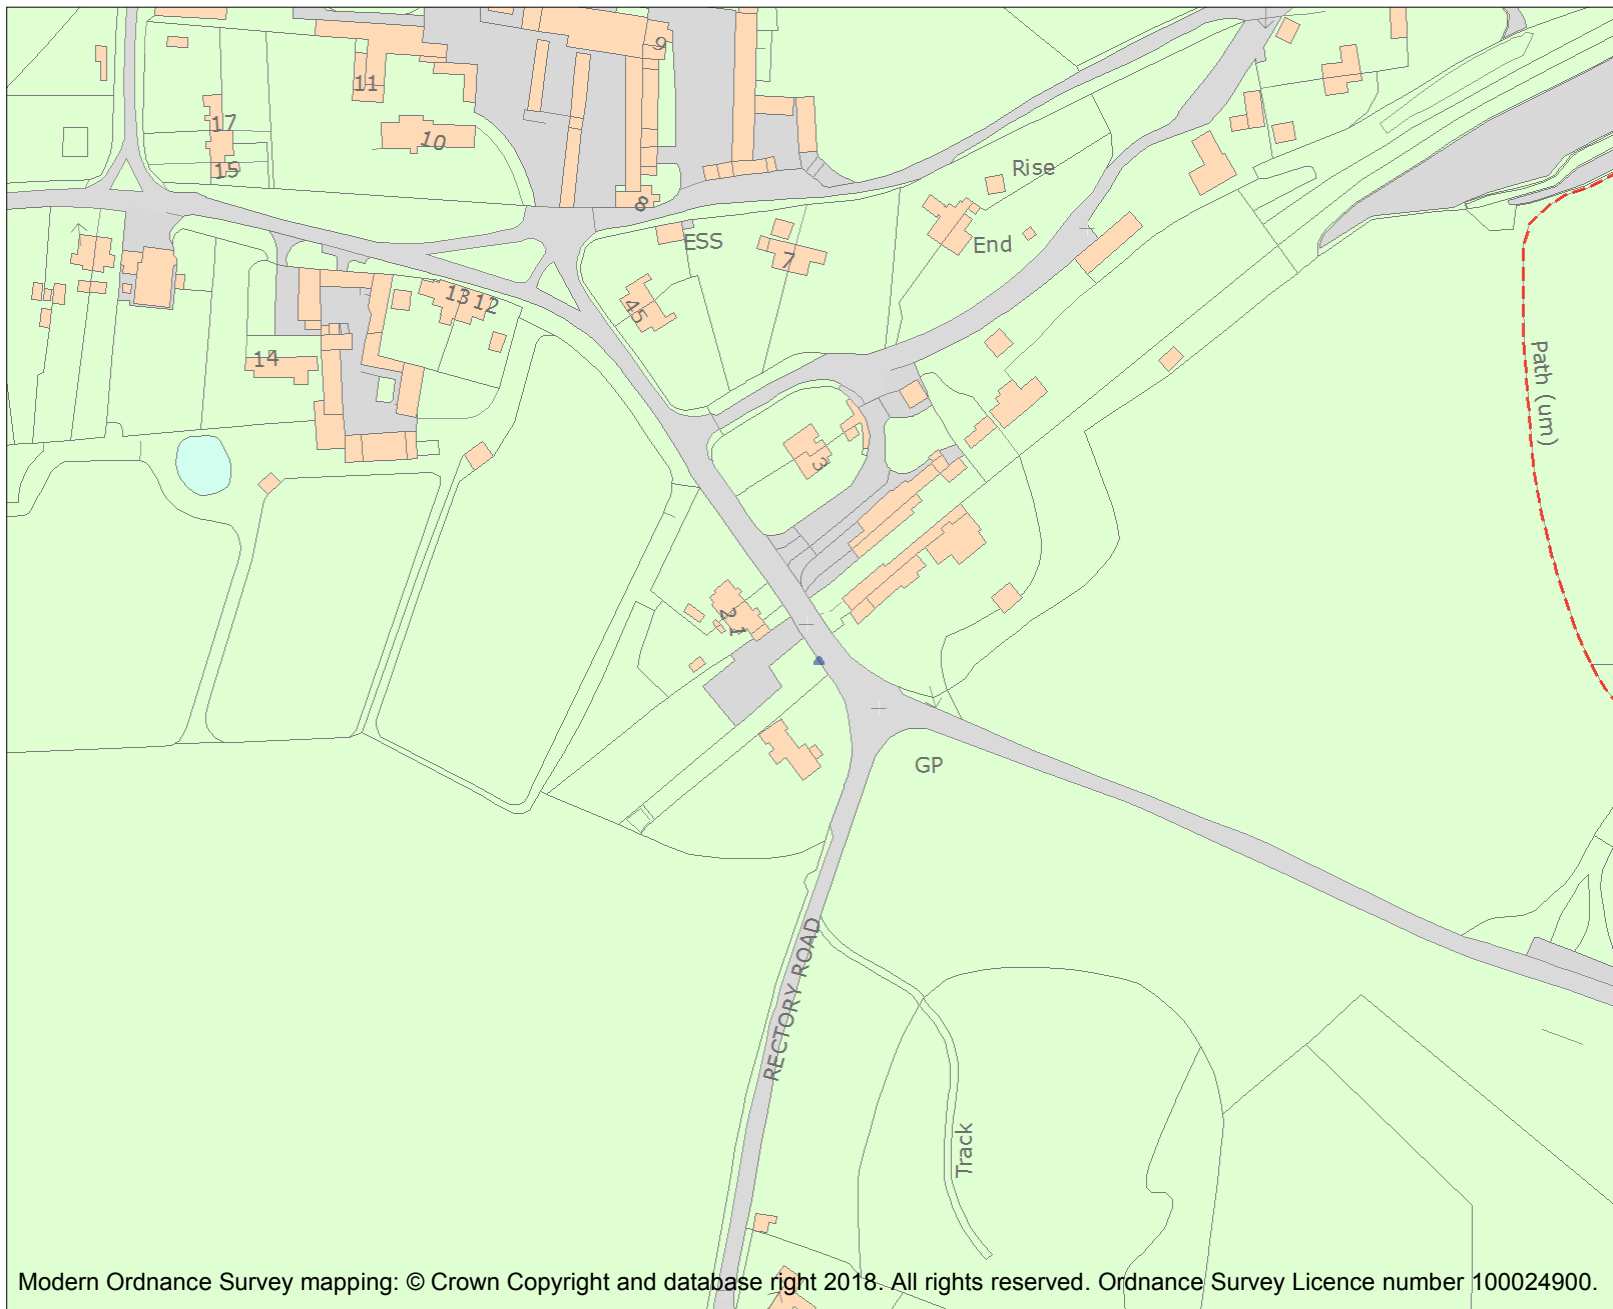 9
11
17
10
15
Rise
8
ESS
End
7
13 12
45
14
Path (um)
3
2
1
GP
RECTORY ROAD
Track
Modern Ordnance Survey mapping: © Crown Copyright and database right 2018. All rights reserved. Ordnance Survey Licence number 100024900.